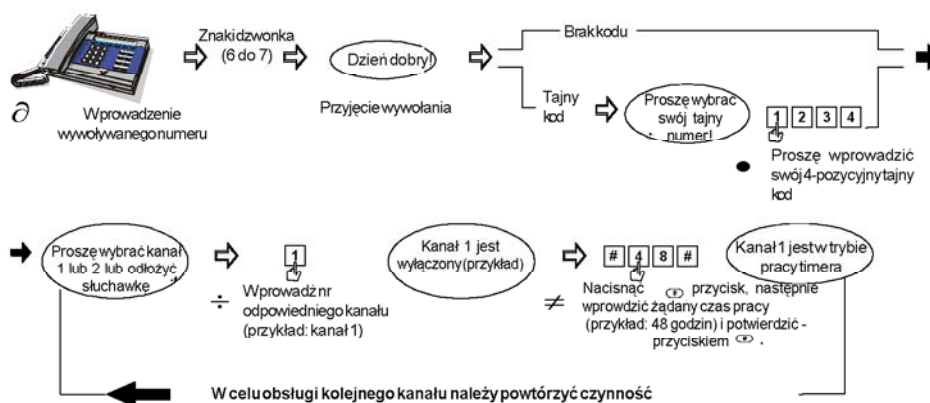 Znak dzwonka
(6 do 7)
Dzień dobry!
Brak kodu
∂
Wprowadzenie
wywoływanego numeru
Przyjęcie wywołania
Tajny
kod
Proszę wybrać
swój tajny
numer!
1 2 3 4
● Proszę wprowadzić
swój 4-pozycyjny tajny
kod
Proszę wybrać kanał
1 lub 2 lub odłożyć
słuchawkę
1
÷ Wprowadź nr
odpowiedniego kanału
(przykład: kanał 1)
Kanał 1 jest
wyłączony (przykład)
# 4 8 #
≠ Nacisnąć # przycisk, następnie
wprowdzić żądany czas pracy
(przykład: 48 godzin) i potwierdzić -
przyciskiem # .
Kanał 1 jest w trybie
pracy timera
W celu obsługi kolejnego kanału należy powtórzyć czynność